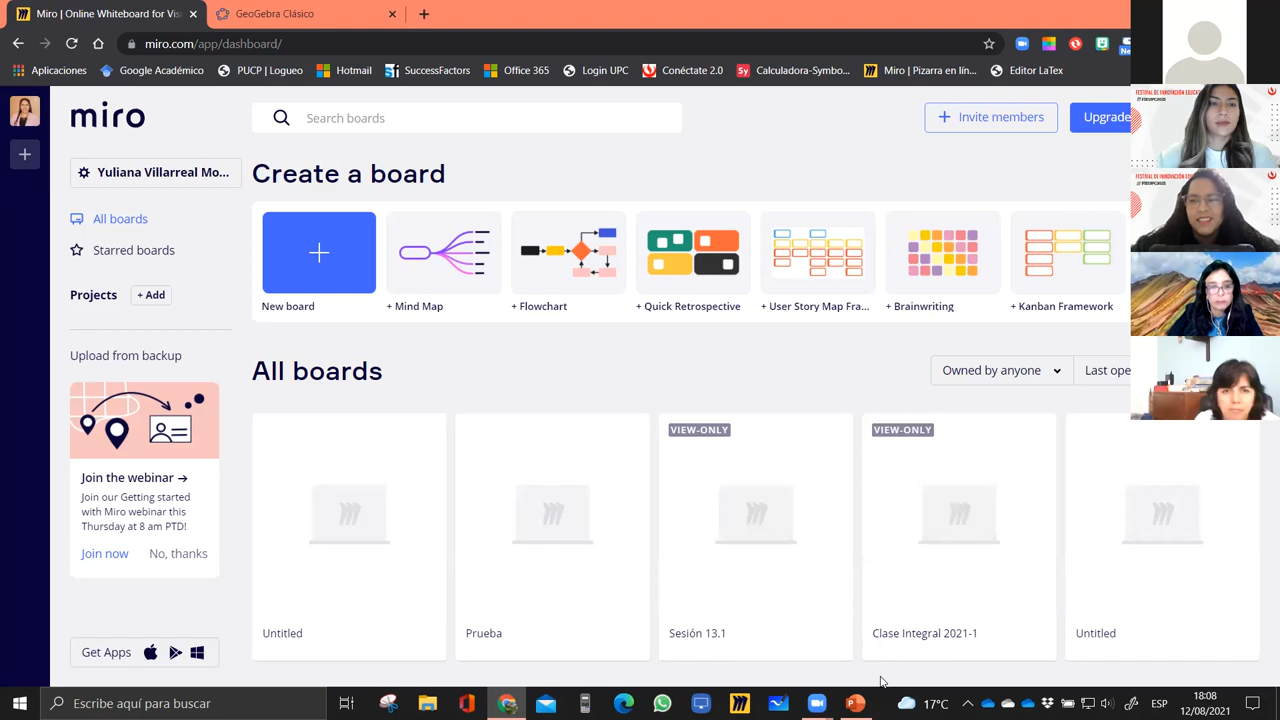 Miro | Online Whiteboard for Vis
GeoGebra Clásico
miro.com/app/dashboard/
Aplicaciones
Google Académico
PUCP | Logueo
Hotmail
SuccessFactors
Office 365
Login UPC
Conéctate 2.0
Calculadora-Symbo...
Miro | Pizarra en lín...
Editor LaTex
miro
Search boards
Invite members
Upgrade
Yuliana Villarreal Mo...
Create a board
All boards
Starred boards
Projects
+ Add
New board
+ Mind Map
+ Flowchart
+ Quick Retrospective
+ User Story Map Fra...
+ Brainwriting
+ Kanban Framework
Upload from backup
Join the webinar →
Join our Getting started
with Miro webinar this
Thursday at 8 am PTD!
Join now
No, thanks
Get Apps
All boards
Owned by anyone
Last ope
VIEW-ONLY
VIEW-ONLY
Untitled
Prueba
Sesión 13.1
Clase Integral 2021-1
Untitled
Escribe aquí para buscar
17°C
ESP
18:08
12/08/2021